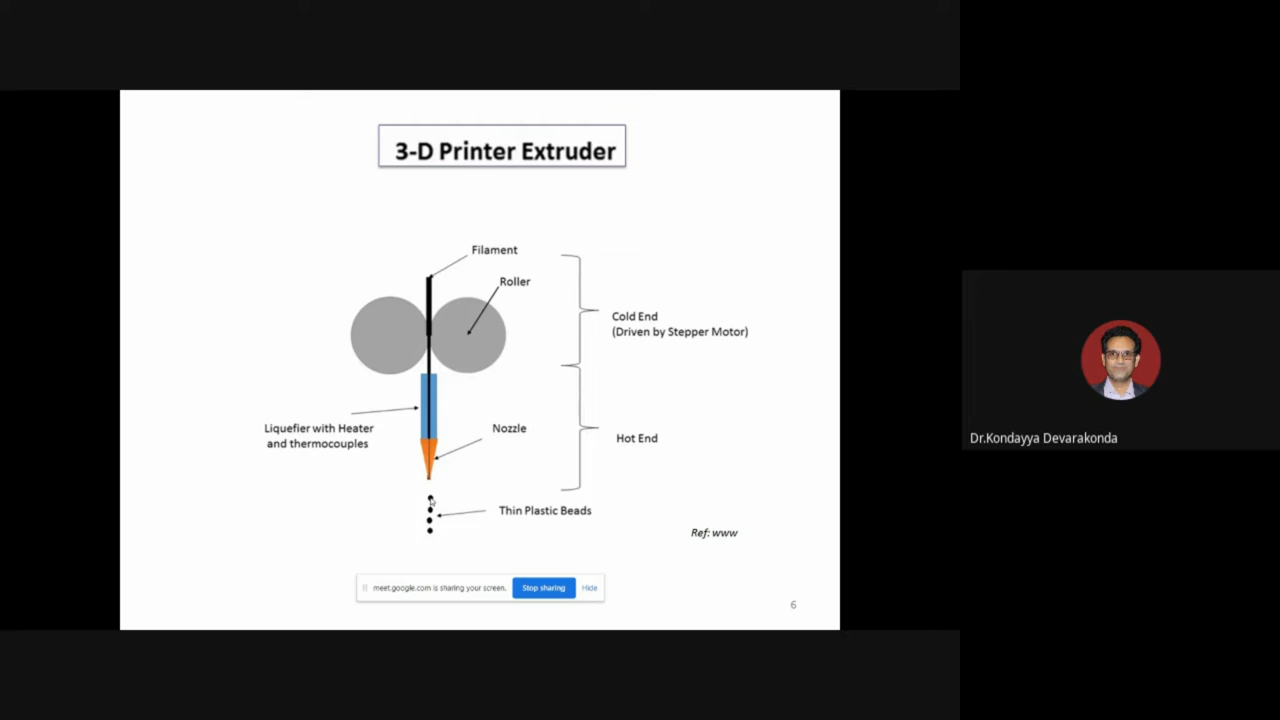 3-D Printer Extruder
Filament
Roller
Cold End
(Driven by Stepper Motor)
Liquefier with Heater
and thermocouples
Nozzle
Hot End
Thin Plastic Beads
Ref: www
meet.google.com is sharing your screen.
Stop sharing
Hide
6
Dr.Kondayya Devarakonda